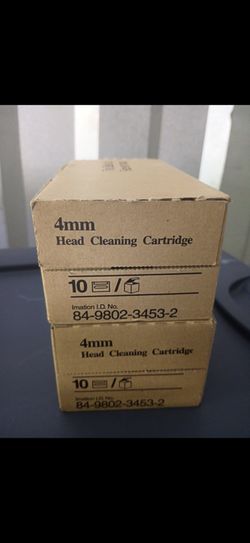 4mm
Head Cleaning Cartridge
10 /
Imation I.D. No.
84-9802-3453-2
4mm
Head Cleaning Cartridge
10 /
Imation I.D. No.
84-9802-3453-2